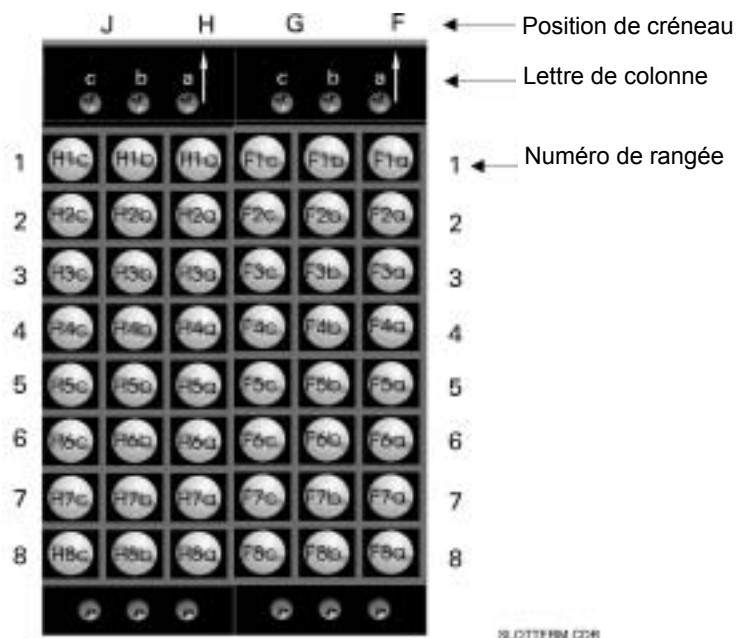 J H G F Position de créneau
c b a c b a Lettre de colonne
1 H1c H1b H1a F1c F1b F1a 1 Numéro de rangée
2 H2c H2b H2a F2c F2b F2a 2
3 H3c H3b H3a F3c F3b F3a 3
4 H4c H4b H4a F4c F4b F4a 4
5 H5c H5b H5a F5c F5b F5a 5
6 H6c H6b H6a F6c F6b F6a 6
7 H7c H7b H7a F7c F7b F7a 7
8 H8c H8b H8a F8c F8b F8a 8
SLOTTERM.CDR